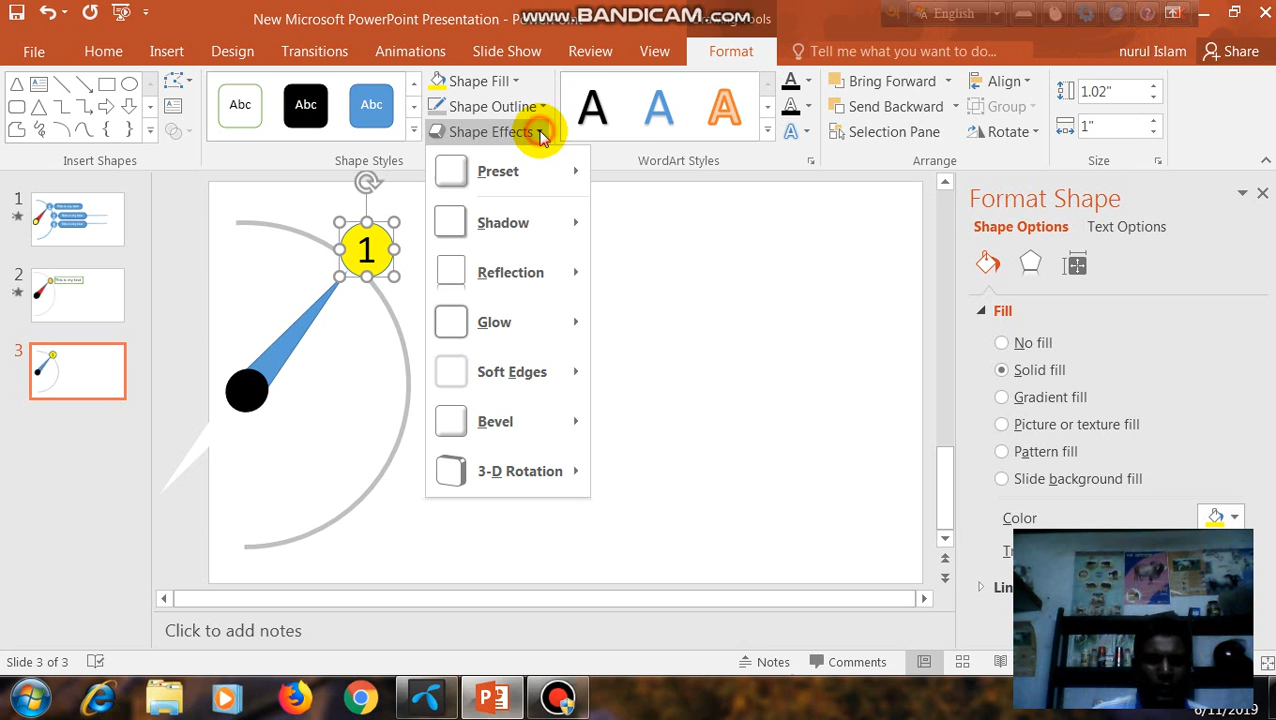 New Microsoft PowerPoint Presentation - P
WWW.BANDICAM.COM
ols
English
File
Home
Insert
Design
Transitions
Animations
Slide Show
Review
View
Format
Tell me what you want to do...
nurul Islam
Share
Abc
Abc
Abc
Shape Fill
Shape Outline
Shape Effects
A
A
A
A
A
A
Bring Forward
Send Backward
Selection Pane
Align
Group
Rotate
1.02"
1"
Insert Shapes
Shape Styles
WordArt Styles
Arrange
Size
Preset
Shadow
Reflection
Glow
Soft Edges
Bevel
3-D Rotation
1
2
3
1
Format Shape
Shape Options
Text Options
Fill
No fill
Solid fill
Gradient fill
Picture or texture fill
Pattern fill
Slide background fill
Color
Click to add notes
Slide 3 of 3
Notes
Comments
8/11/2019